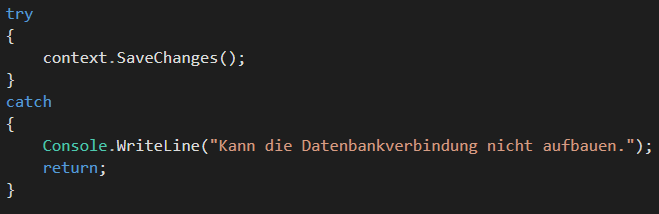 try
{
    context.SaveChanges();
}
catch
{
    Console.WriteLine("Kann die Datenbankverbindung nicht aufbauen.");
    return;
}